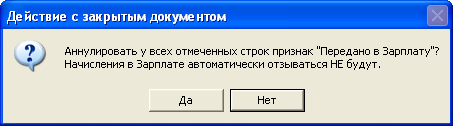 Действие с закрытым документом
Аннулировать у всех отмеченных строк признак "Передано в Зарплату"?
Начисления в Зарплате автоматически отзываться НЕ будут.
Да
Нет